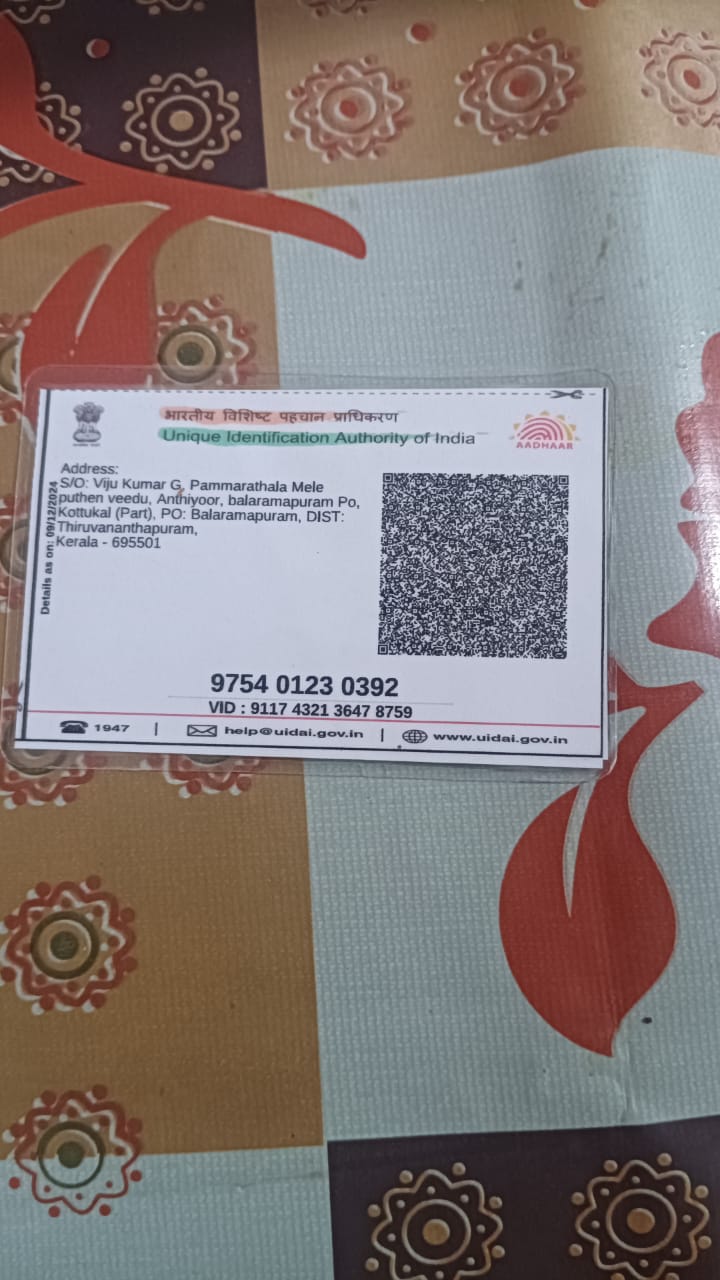 भारतीय विशिष्ट पहचान प्राधिकरण
Unique Identification Authority of India
AADHAAR
Details as on: 09/12/2024
Address:
S/O: Viju Kumar G, Pammarathala Mele
puthen veedu, Anthiyoor, balaramapuram Po,
Kottukal (Part), PO: Balaramapuram, DIST:
Thiruvananthapuram,
Kerala - 695501
9754 0123 0392
VID : 9117 4321 3647 8759
1947 | help@uidai.gov.in | www.uidai.gov.in